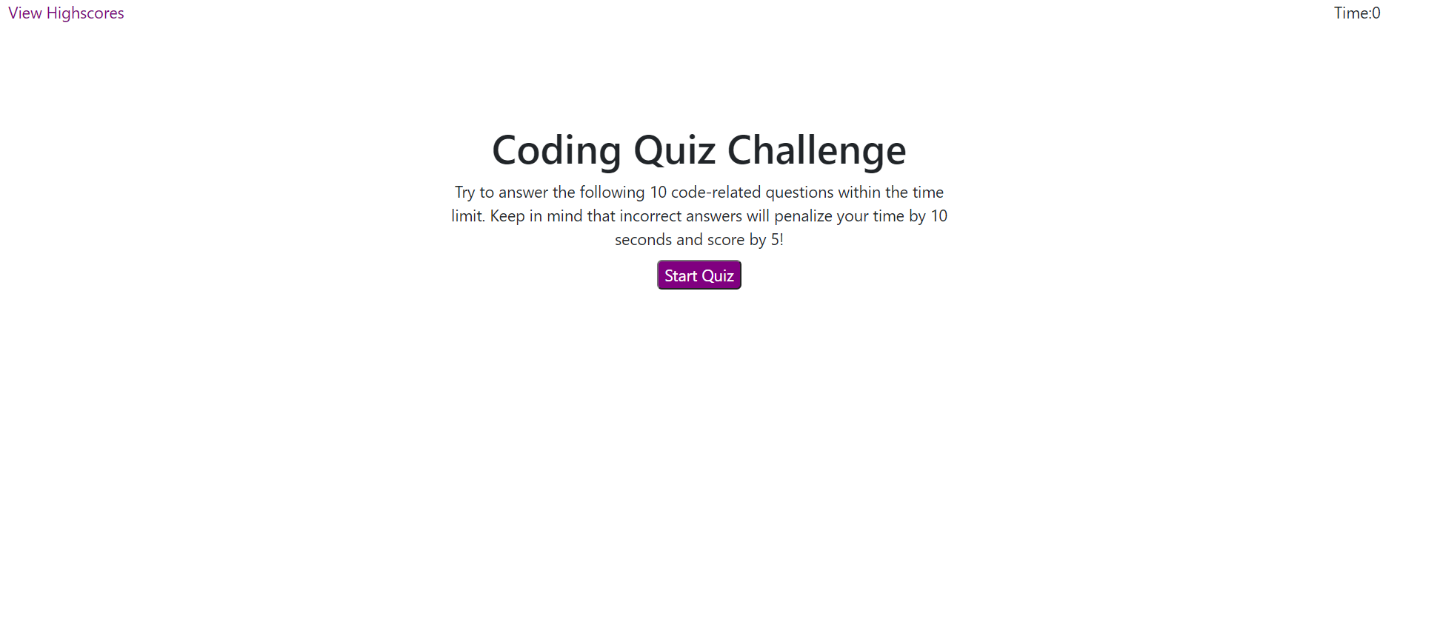 View Highscores
Time:0
Coding Quiz Challenge
Try to answer the following 10 code-related questions within the time
limit. Keep in mind that incorrect answers will penalize your time by 10
seconds and score by 5!
Start Quiz